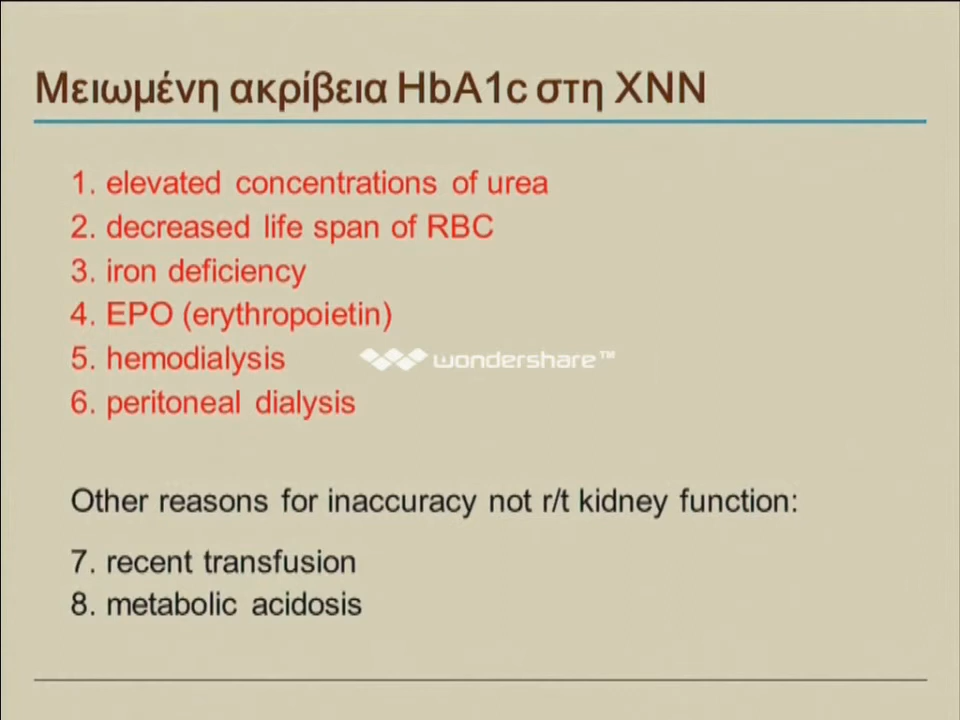 Μειωμένη ακρίβεια HbA1c στη ΧΝΝ
1. elevated concentrations of urea
2. decreased life span of RBC
3. iron deficiency
4. EPO (erythropoietin)
5. hemodialysis
wondershare™
6. peritoneal dialysis
Other reasons for inaccuracy not r/t kidney function:
7. recent transfusion
8. metabolic acidosis